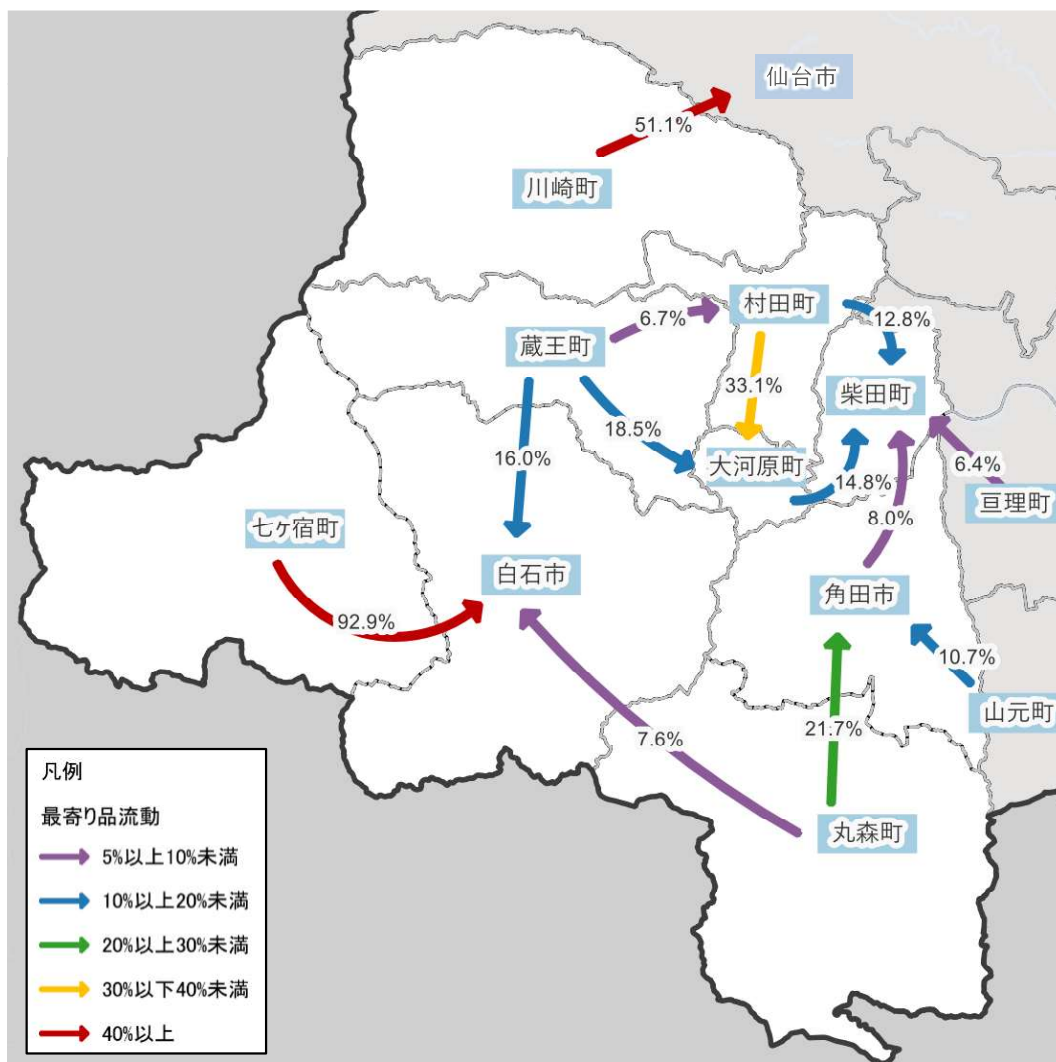 仙台市
51.1%
川崎町
村田町
6.7%
12.8%
蔵王町
33.1%
柴田町
18.5%
16.0%
大河原町
14.8%
6.4%
亘理町
8.0%
七ヶ宿町
白石市
角田市
92.9%
10.7%
山元町
21.7%
7.6%
丸森町
凡例
最寄り品流動
5%以上10%未満
10%以上20%未満
20%以上30%未満
30%以下40%未満
40%以上